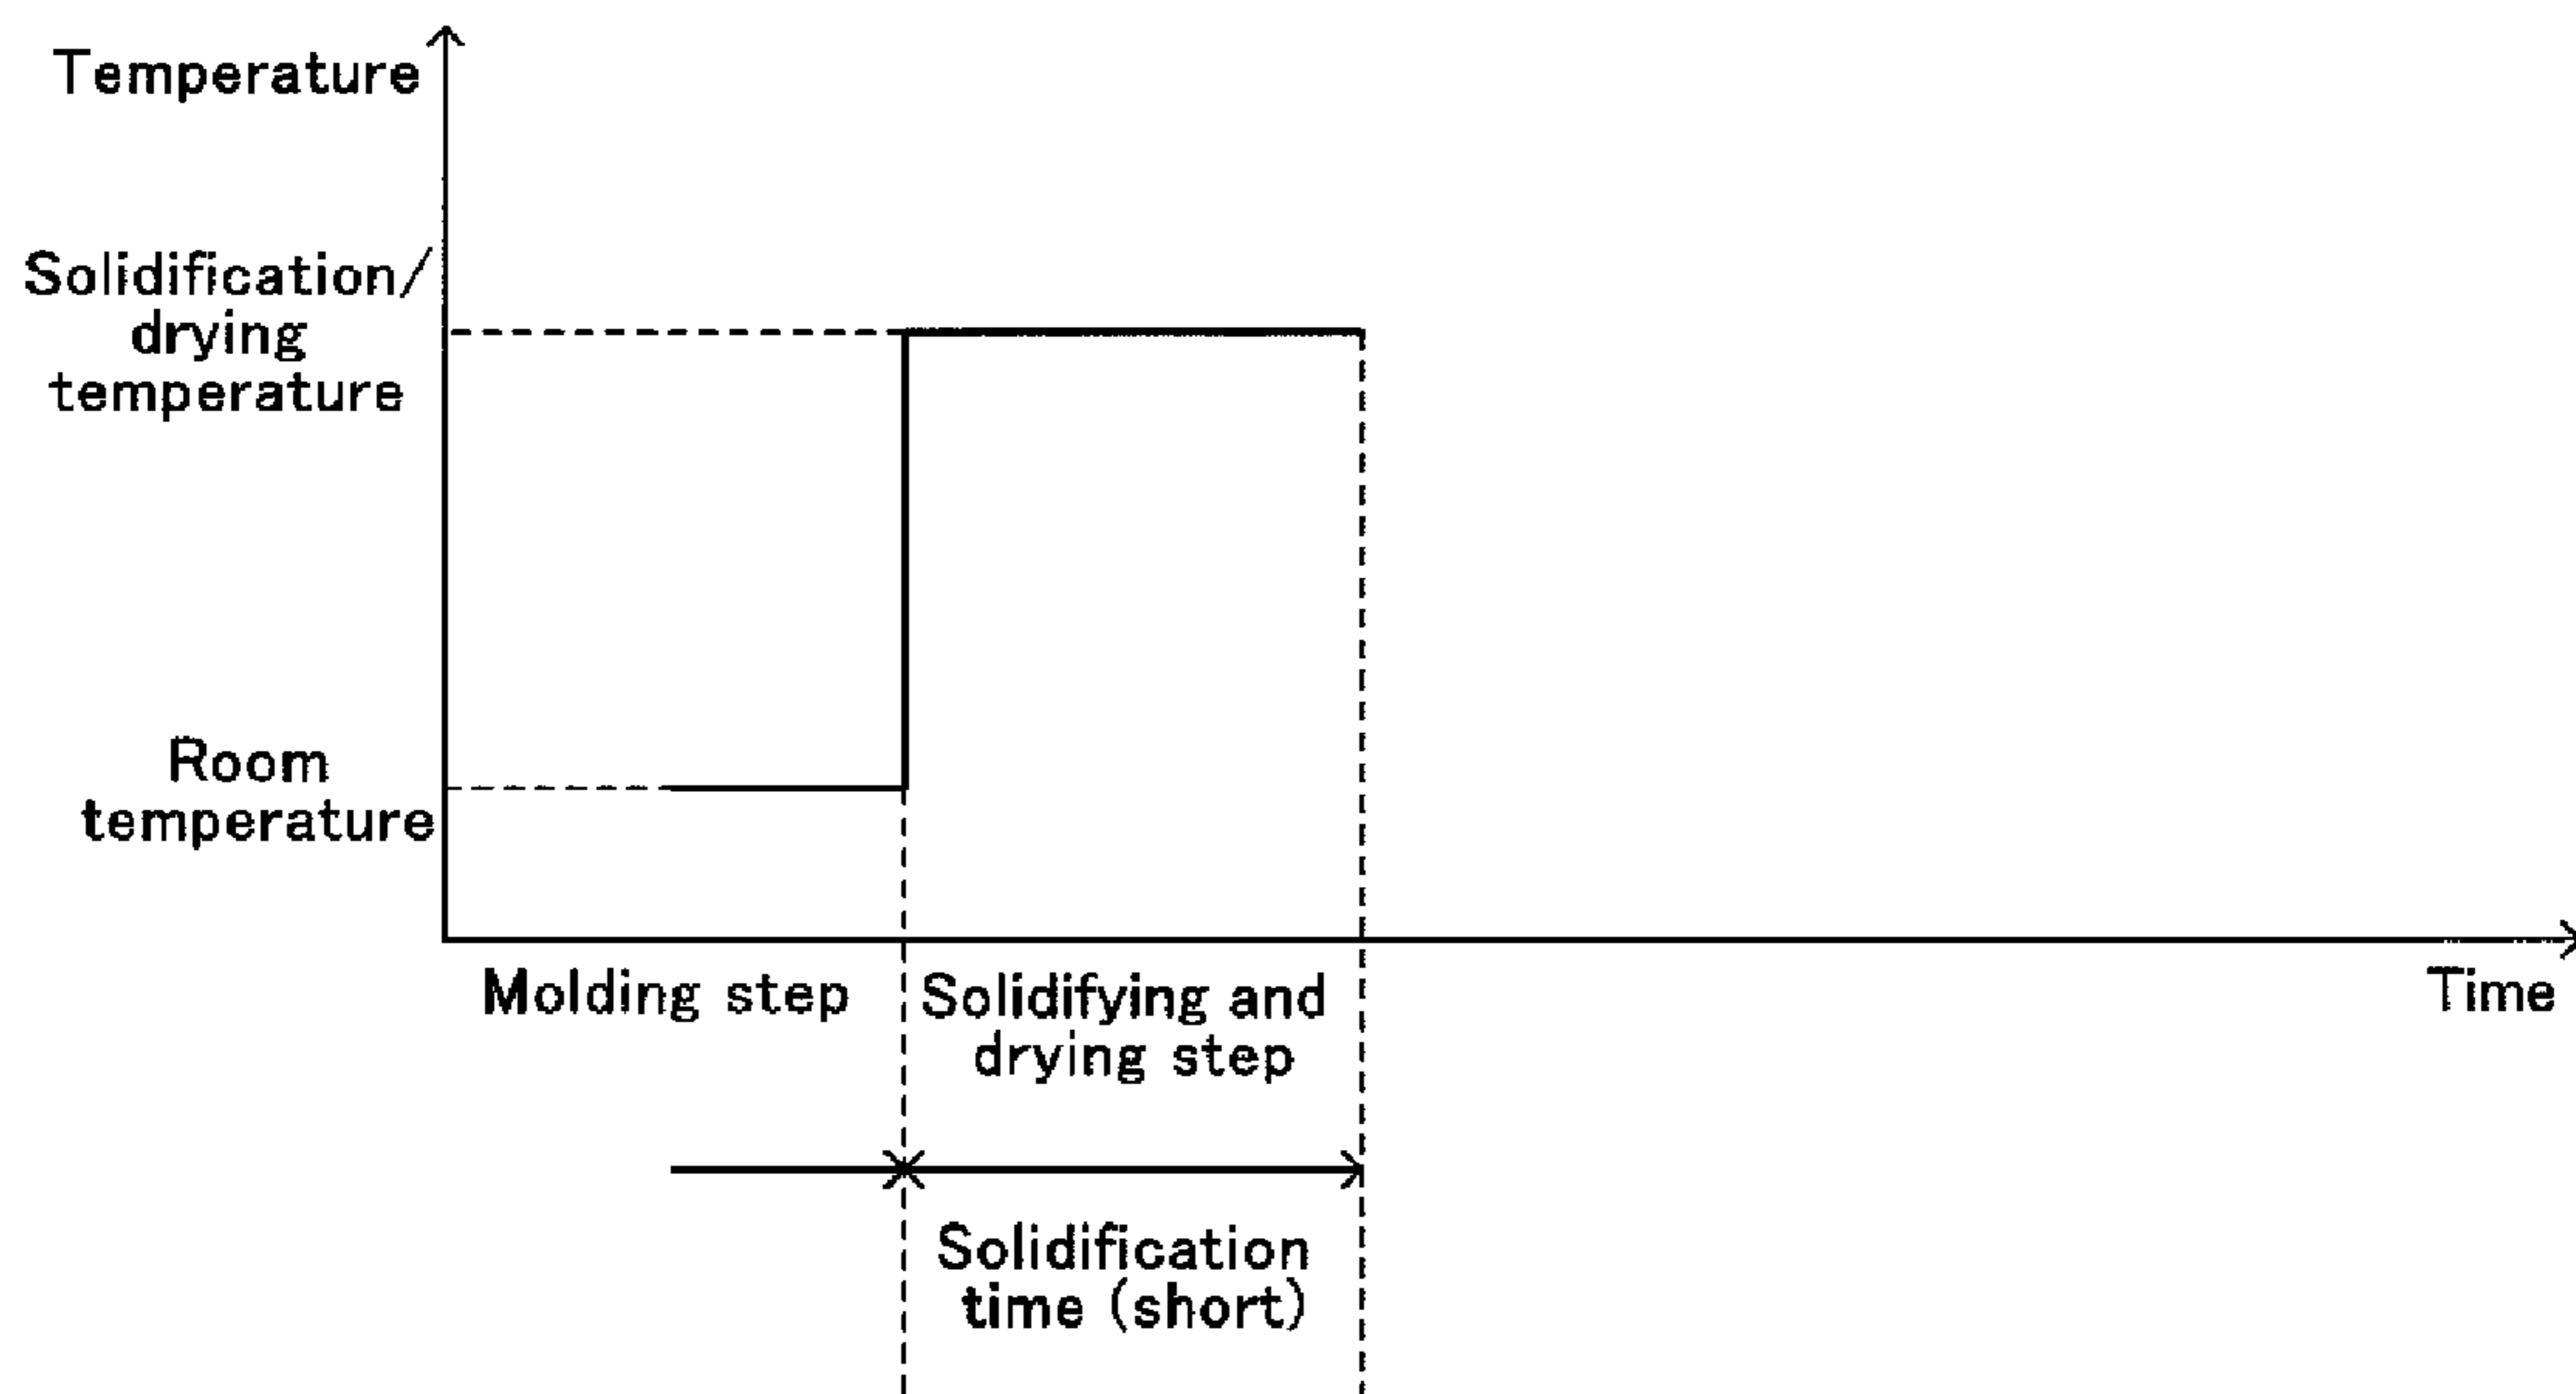 Temperature
Solidification/
drying
temperature
Room
temperature
Molding step
Solidifying and
drying step
Time
Solidification
time (short)